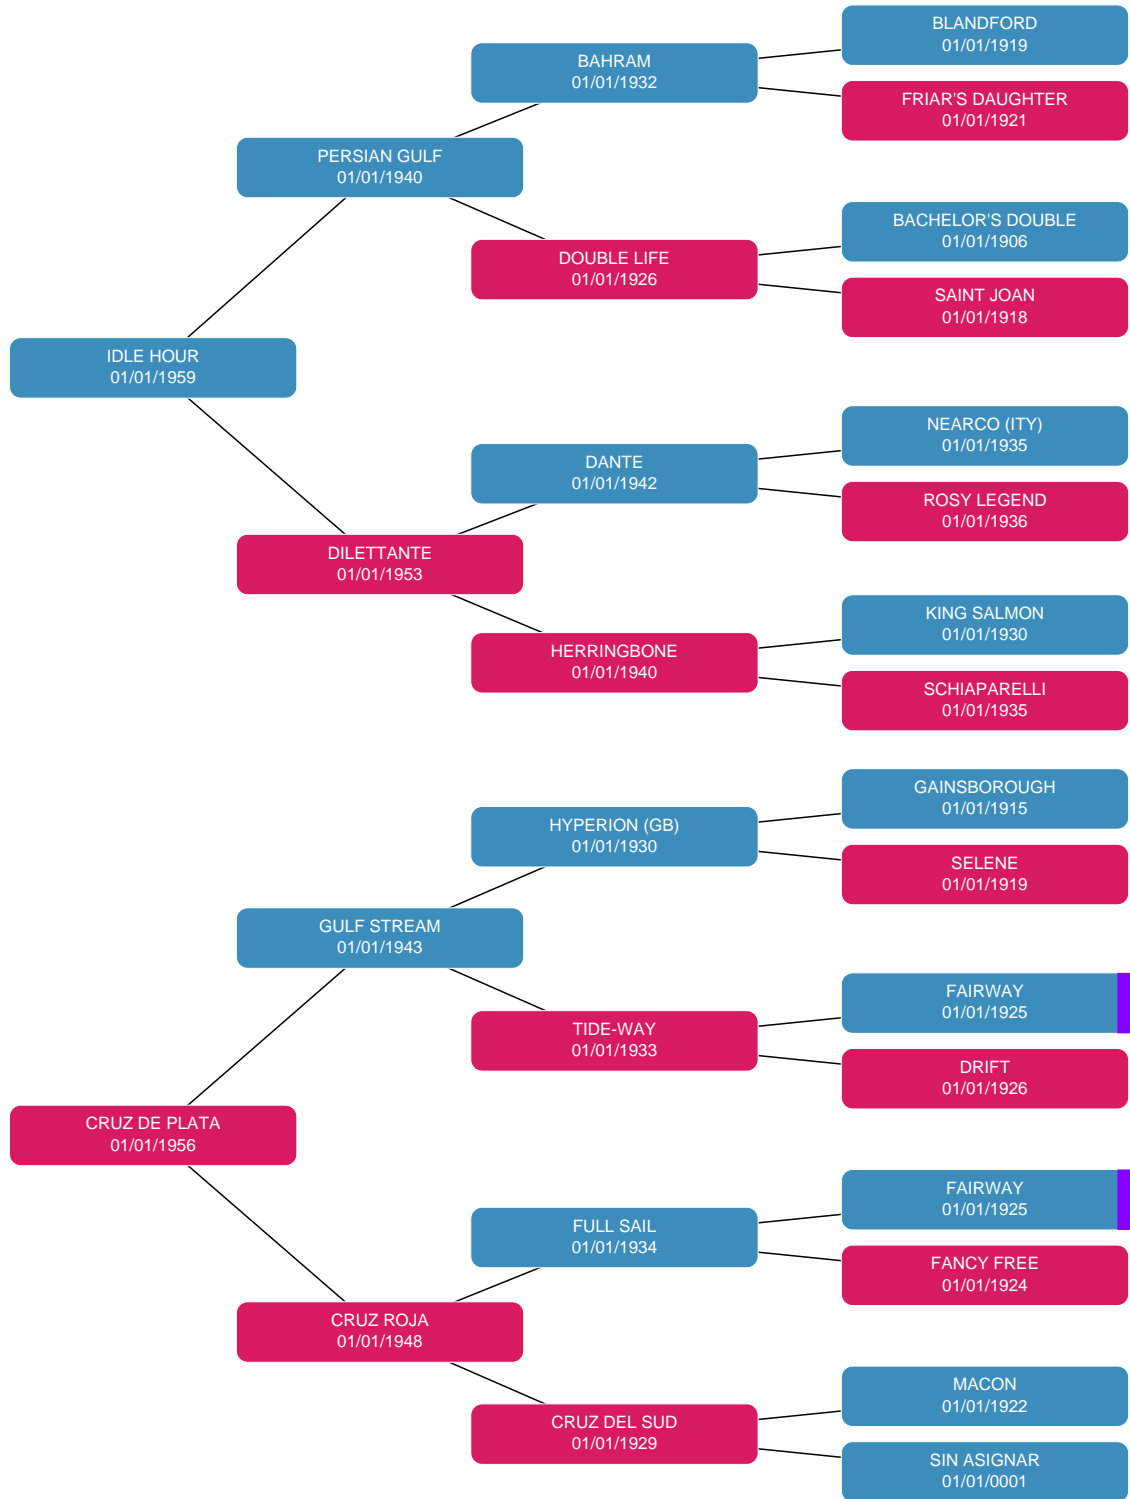 BLANDFORD
01/01/1919
BAHRAM
01/01/1932
FRIAR'S DAUGHTER
01/01/1921
PERSIAN GULF
01/01/1940
BACHELOR'S DOUBLE
01/01/1906
DOUBLE LIFE
01/01/1926
SAINT JOAN
01/01/1918
IDLE HOUR
01/01/1959
NEARCO (ITY)
01/01/1935
DANTE
01/01/1942
ROSY LEGEND
01/01/1936
DILETTANTE
01/01/1953
KING SALMON
01/01/1930
HERRINGBONE
01/01/1940
SCHIAPARELLI
01/01/1935
GAINSBOROUGH
01/01/1915
HYPERION (GB)
01/01/1930
SELENE
01/01/1919
GULF STREAM
01/01/1943
FAIRWAY
01/01/1925
TIDE-WAY
01/01/1933
DRIFT
01/01/1926
CRUZ DE PLATA
01/01/1956
FAIRWAY
01/01/1925
FULL SAIL
01/01/1934
FANCY FREE
01/01/1924
CRUZ ROJA
01/01/1948
MACON
01/01/1922
CRUZ DEL SUD
01/01/1929
SIN ASIGNAR
01/01/0001